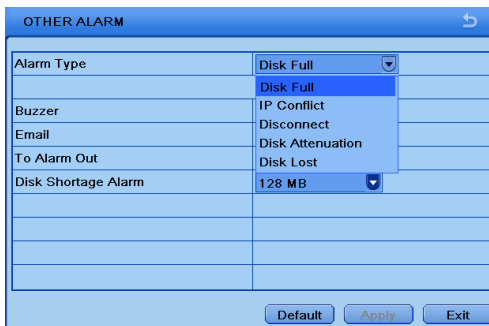 OTHER ALARM
Alarm Type Disk Full
Disk Full
Buzzer IP Conflict
Disconnect
Email Disk Attenuation
To Alarm Out Disk Lost
Disk Shortage Alarm 128 MB
Default Apply Exit